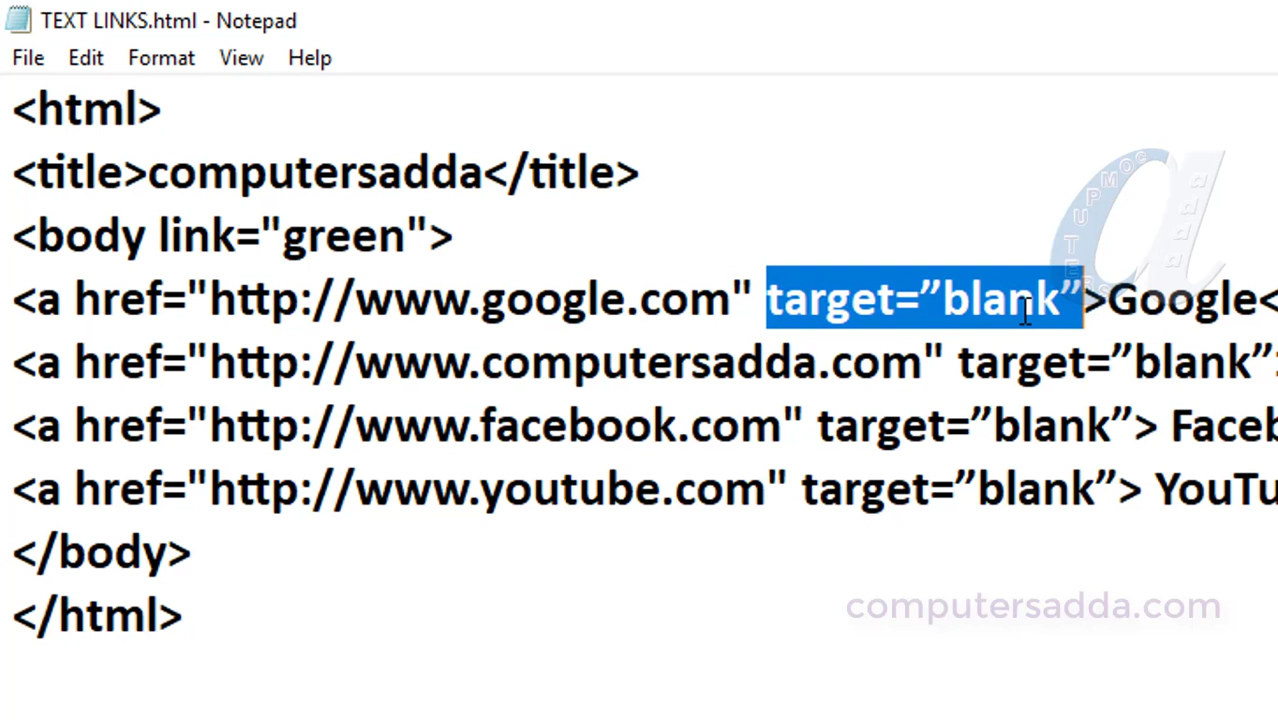 TEXT LINKS.html - Notepad
File Edit Format View Help
<html>
<title>computersadda</title>
<body link="green">
<a href="http://www.google.com" target=”blank”>Google<
<a href="http://www.computersadda.com" target=”blank”
<a href="http://www.facebook.com" target=”blank”> Faceb
<a href="http://www.youtube.com" target=”blank”> YouTu
</body>
</html>
computersadda.com